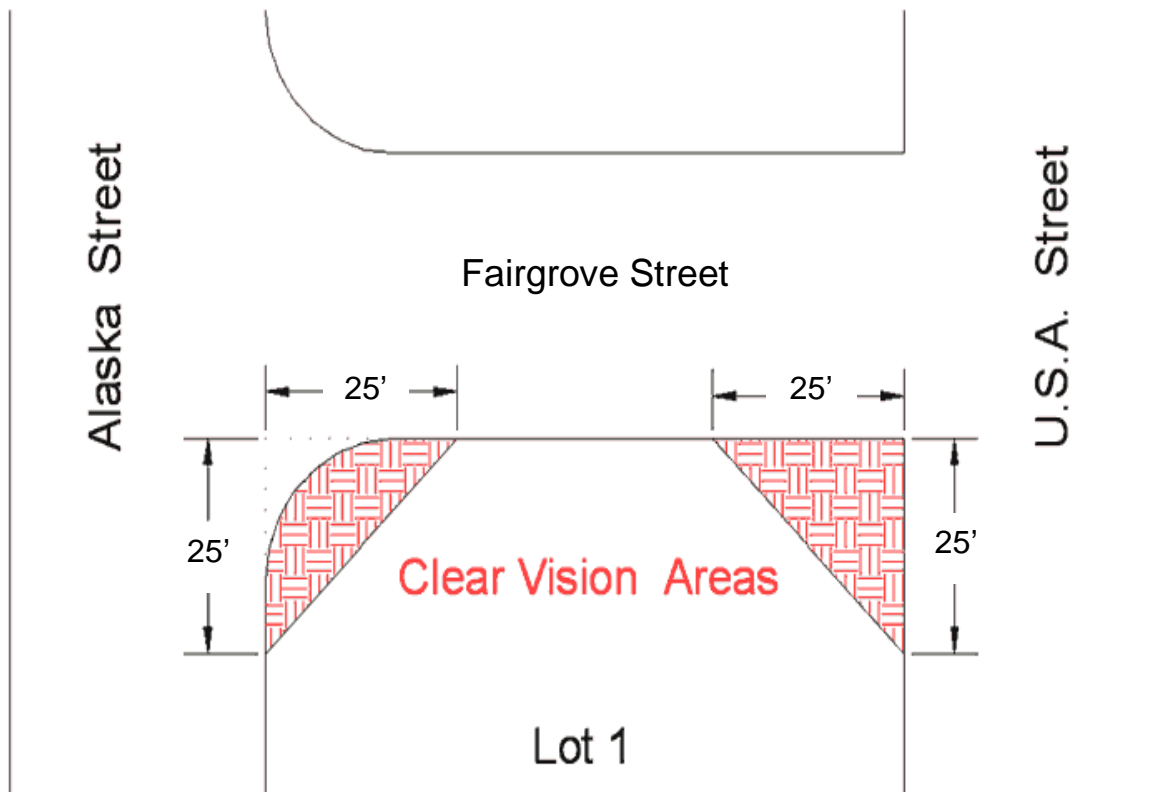 Alaska Street
Fairgrove Street
U.S.A. Street
25’
25’
25’
25’
Clear Vision Areas
Lot 1